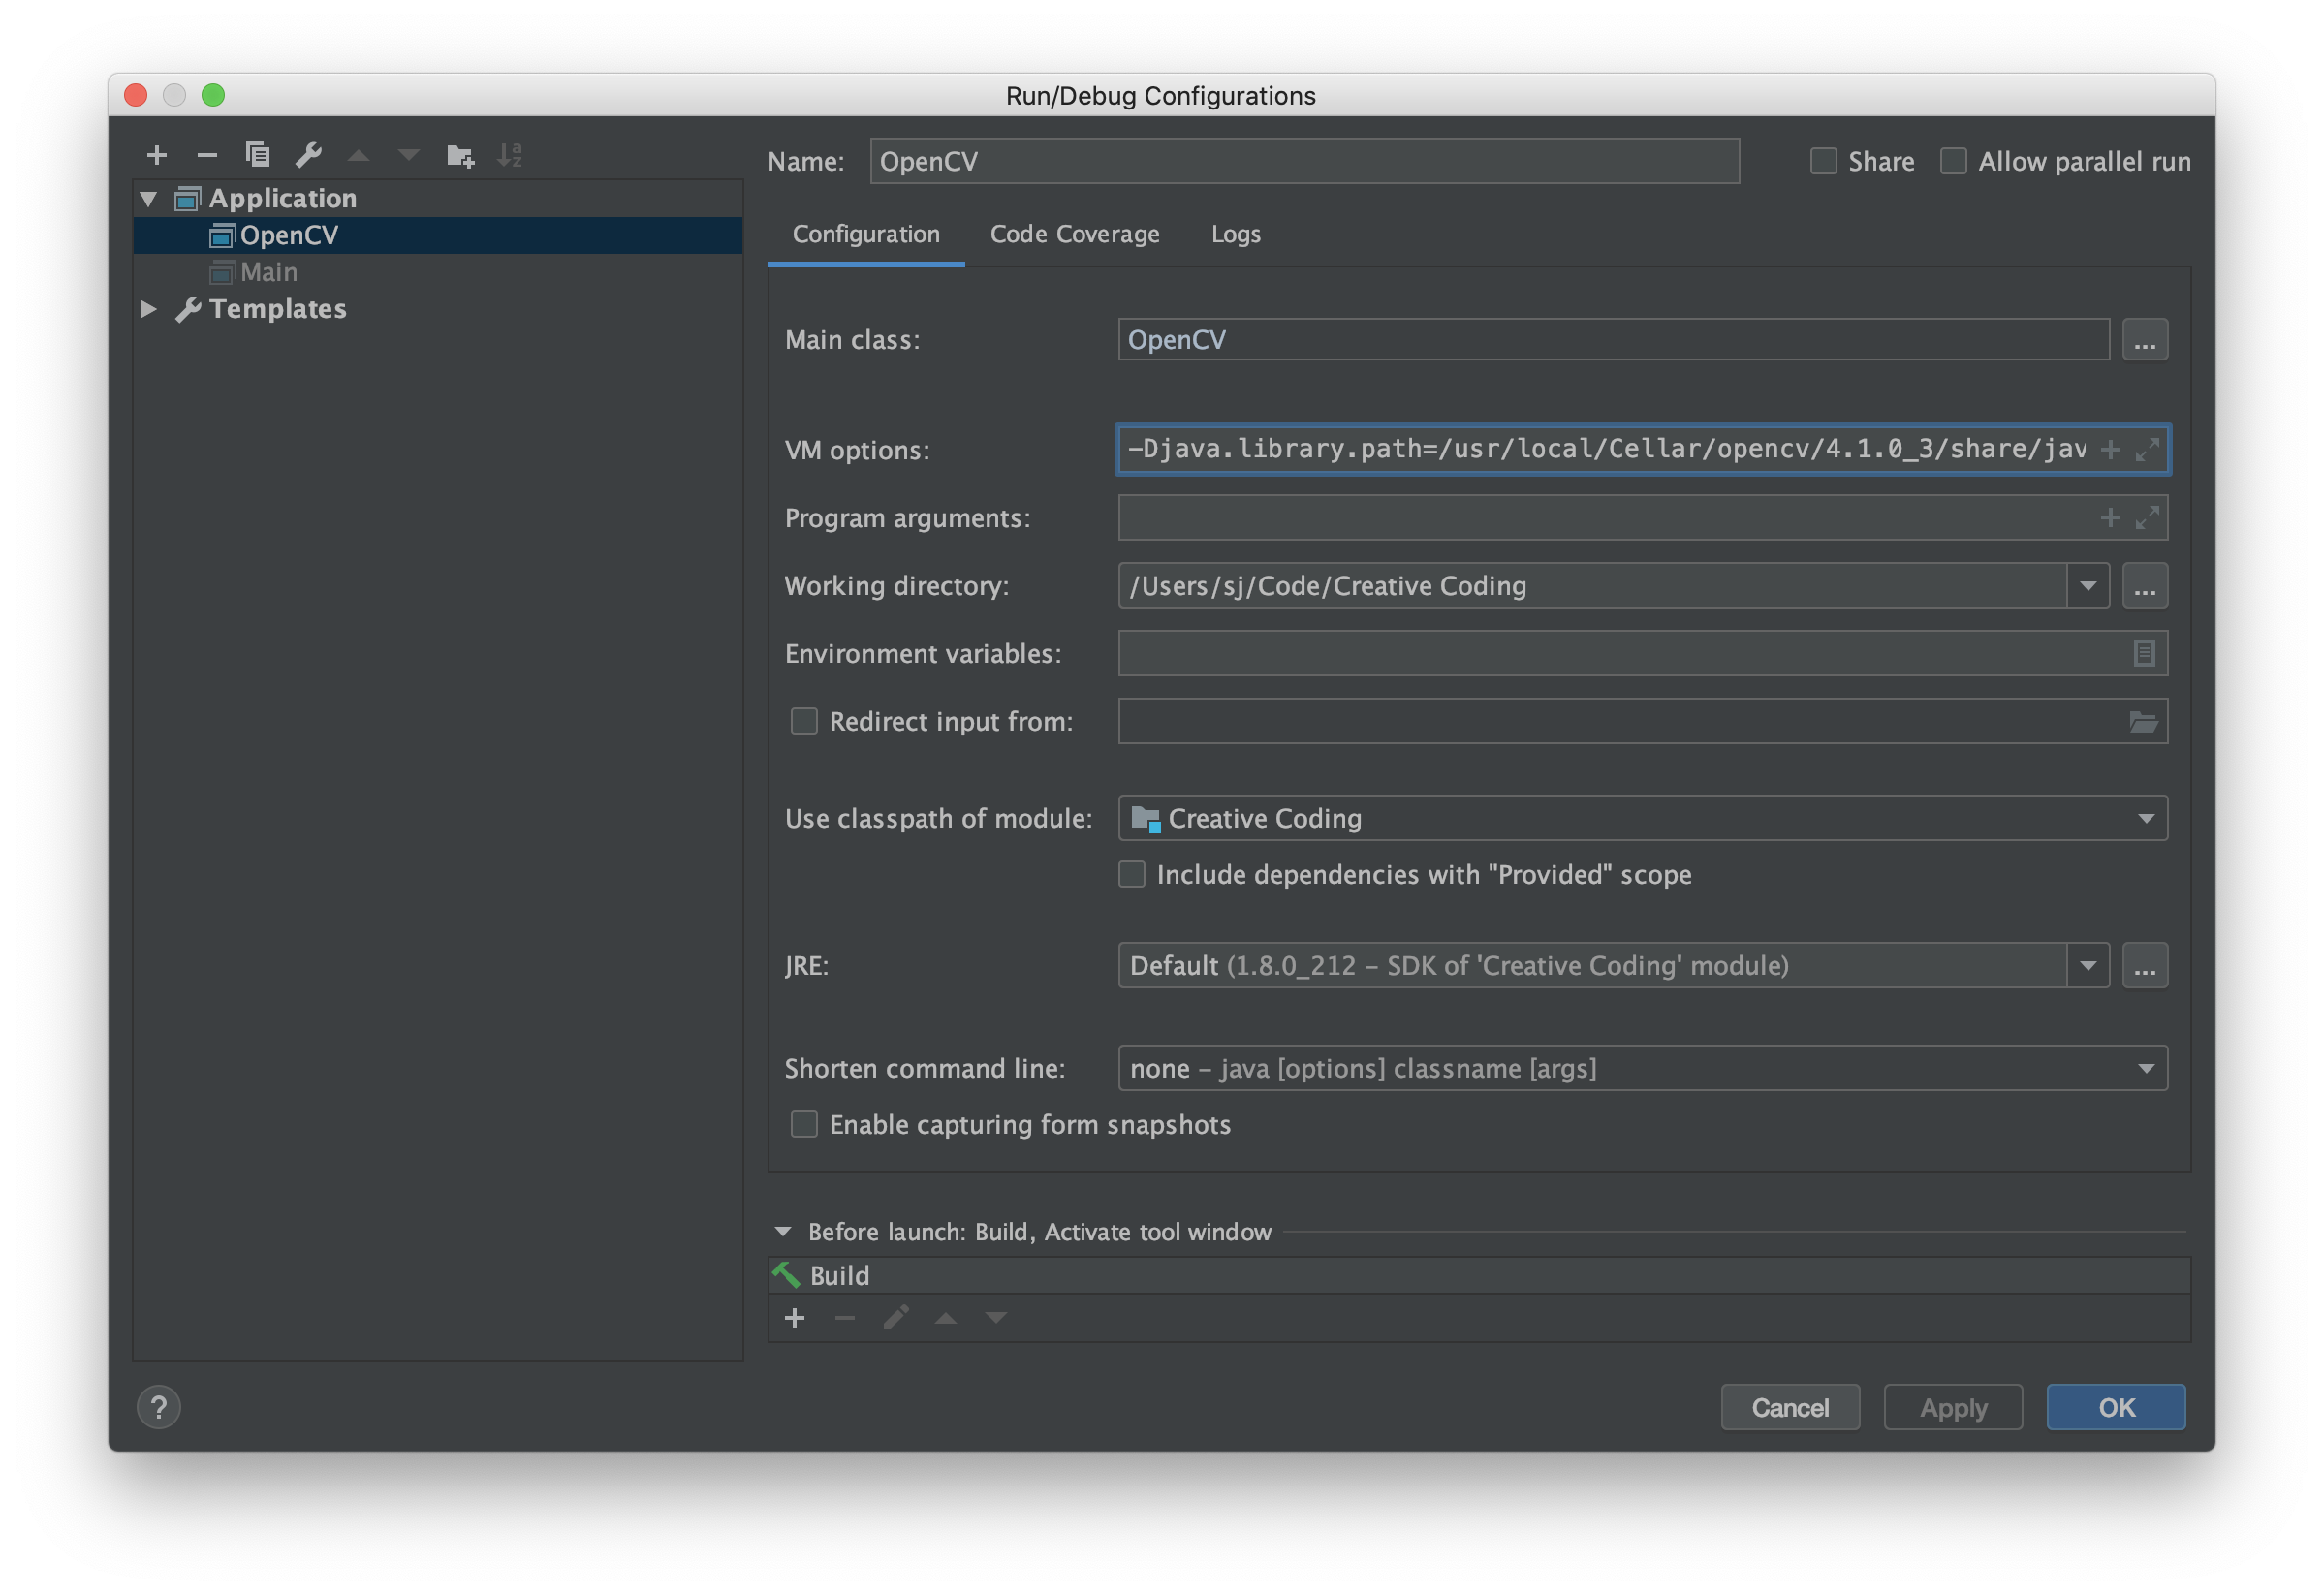 Run/Debug Configurations
Name: OpenCV Share Allow parallel run
Application
OpenCV
Main
Templates
Configuration Code Coverage Logs
Main class: OpenCV ...
VM options: -Djava.library.path=/usr/local/Cellar/opencv/4.1.0_3/share/jav
Program arguments:
Working directory: /Users/sj/Code/Creative Coding ...
Environment variables:
Redirect input from:
Use classpath of module: Creative Coding
Include dependencies with "Provided" scope
JRE: Default (1.8.0_212 – SDK of 'Creative Coding' module) ...
Shorten command line: none – java [options] classname [args]
Enable capturing form snapshots
Before launch: Build, Activate tool window
Build
? Cancel Apply OK